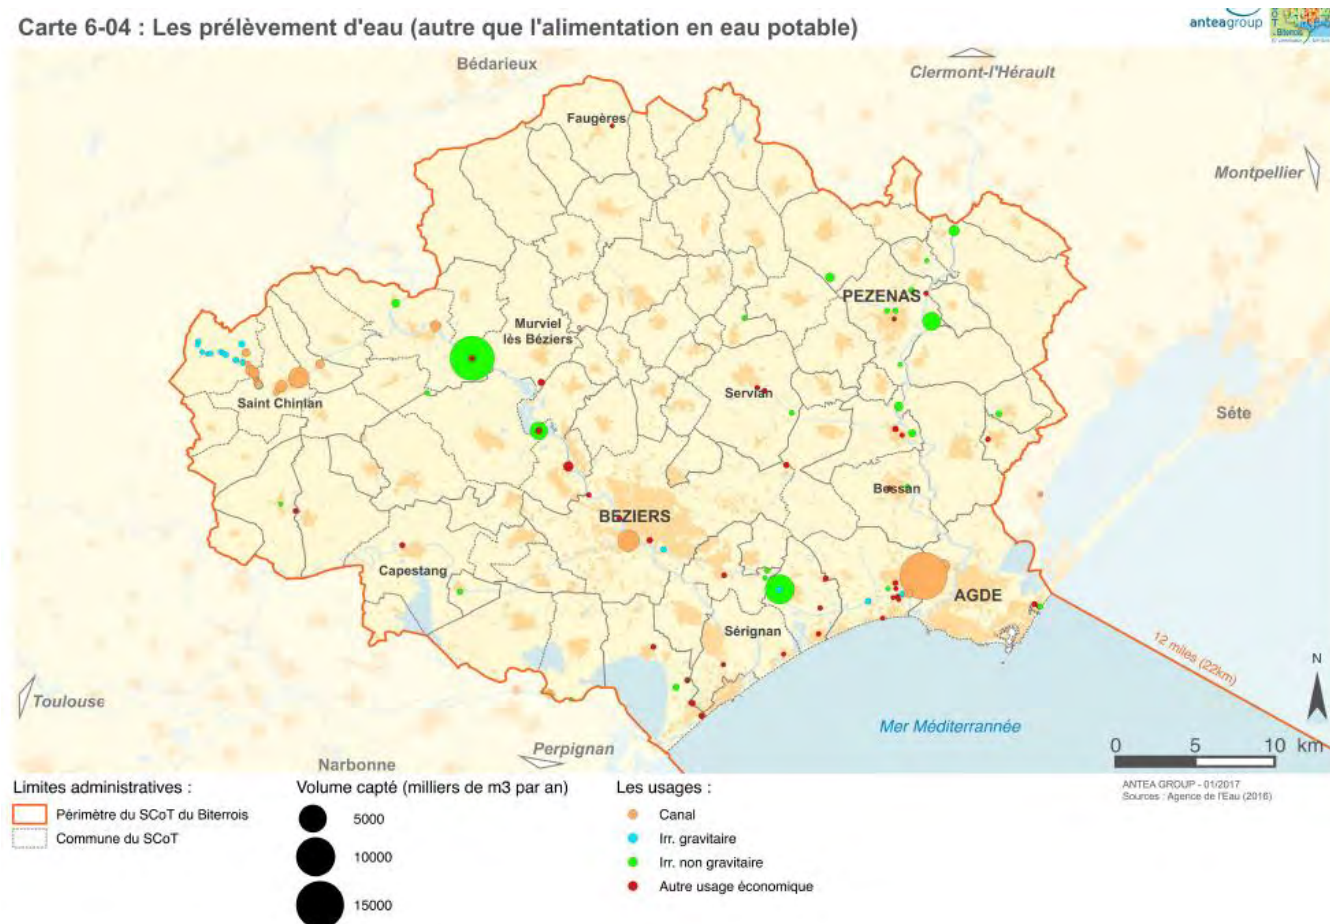 Carte 6-04 : Les prélèvement d'eau (autre que l'alimentation en eau potable)
anteagroup
Bédarieux
Clermont-l'Hérault
Faugères
Montpellier
PEZENAS
Murviel
lès Béziers
Servian
Saint Chinian
Sète
Bessan
BEZIERS
Capestang
AGDE
Sérignan
12 miles (22km)
N
Toulouse
Mer Méditerrannée
Perpignan
0 5 10 km
Narbonne
Limites administratives :
Périmètre du SCoT du Biterrois
Commune du SCoT
Volume capté (milliers de m3 par an)
5000
10000
15000
Les usages :
Canal
Irr. gravitaire
Irr. non gravitaire
Autre usage économique
ANTEA GROUP - 01/2017
Sources : Agence de l'Eau (2016)